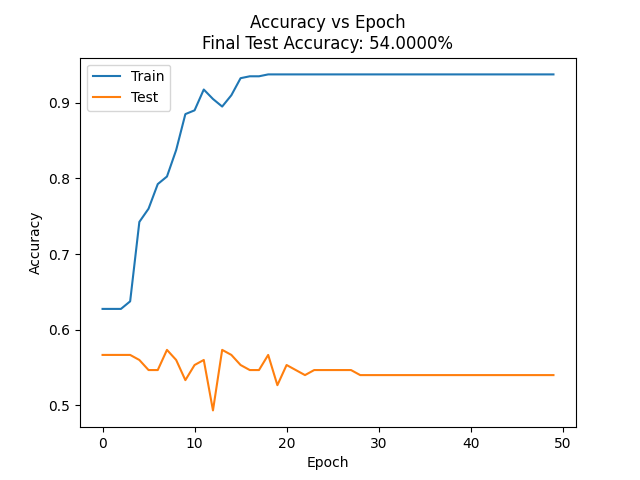 Accuracy vs Epoch
Final Test Accuracy: 54.0000%
Train
Test
Accuracy
0.9
0.8
0.7
0.6
0.5
0 10 20 30 40 50
Epoch